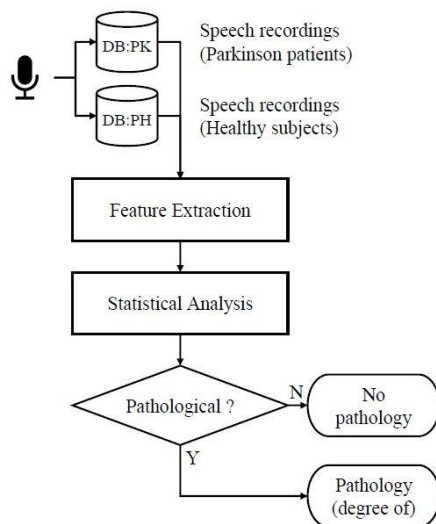 DB:PK
Speech recordings
(Parkinson patients)
DB:PH
Speech recordings
(Healthy subjects)
Feature Extraction
Statistical Analysis
Pathological ?
N
No
pathology
Y
Pathology
(degree of)